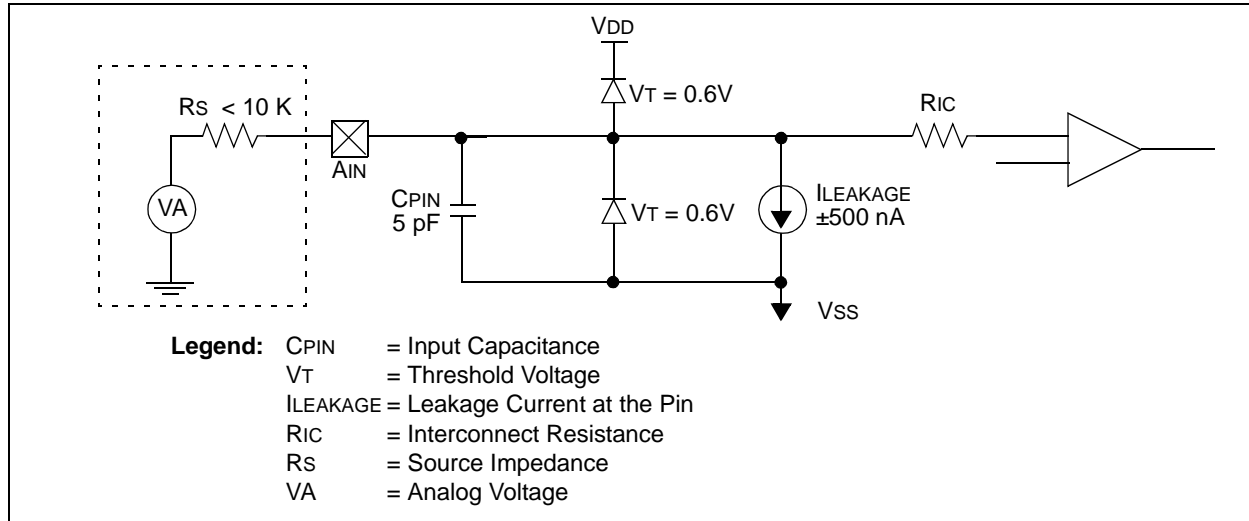 VDD
VT = 0.6V
RS < 10 K
RIC
AIN
VA
CPIN
5 pF
VT = 0.6V
ILEAKAGE
±500 nA
VSS
Legend: CPIN = Input Capacitance
VT = Threshold Voltage
ILEAKAGE = Leakage Current at the Pin
RIC = Interconnect Resistance
RS = Source Impedance
VA = Analog Voltage